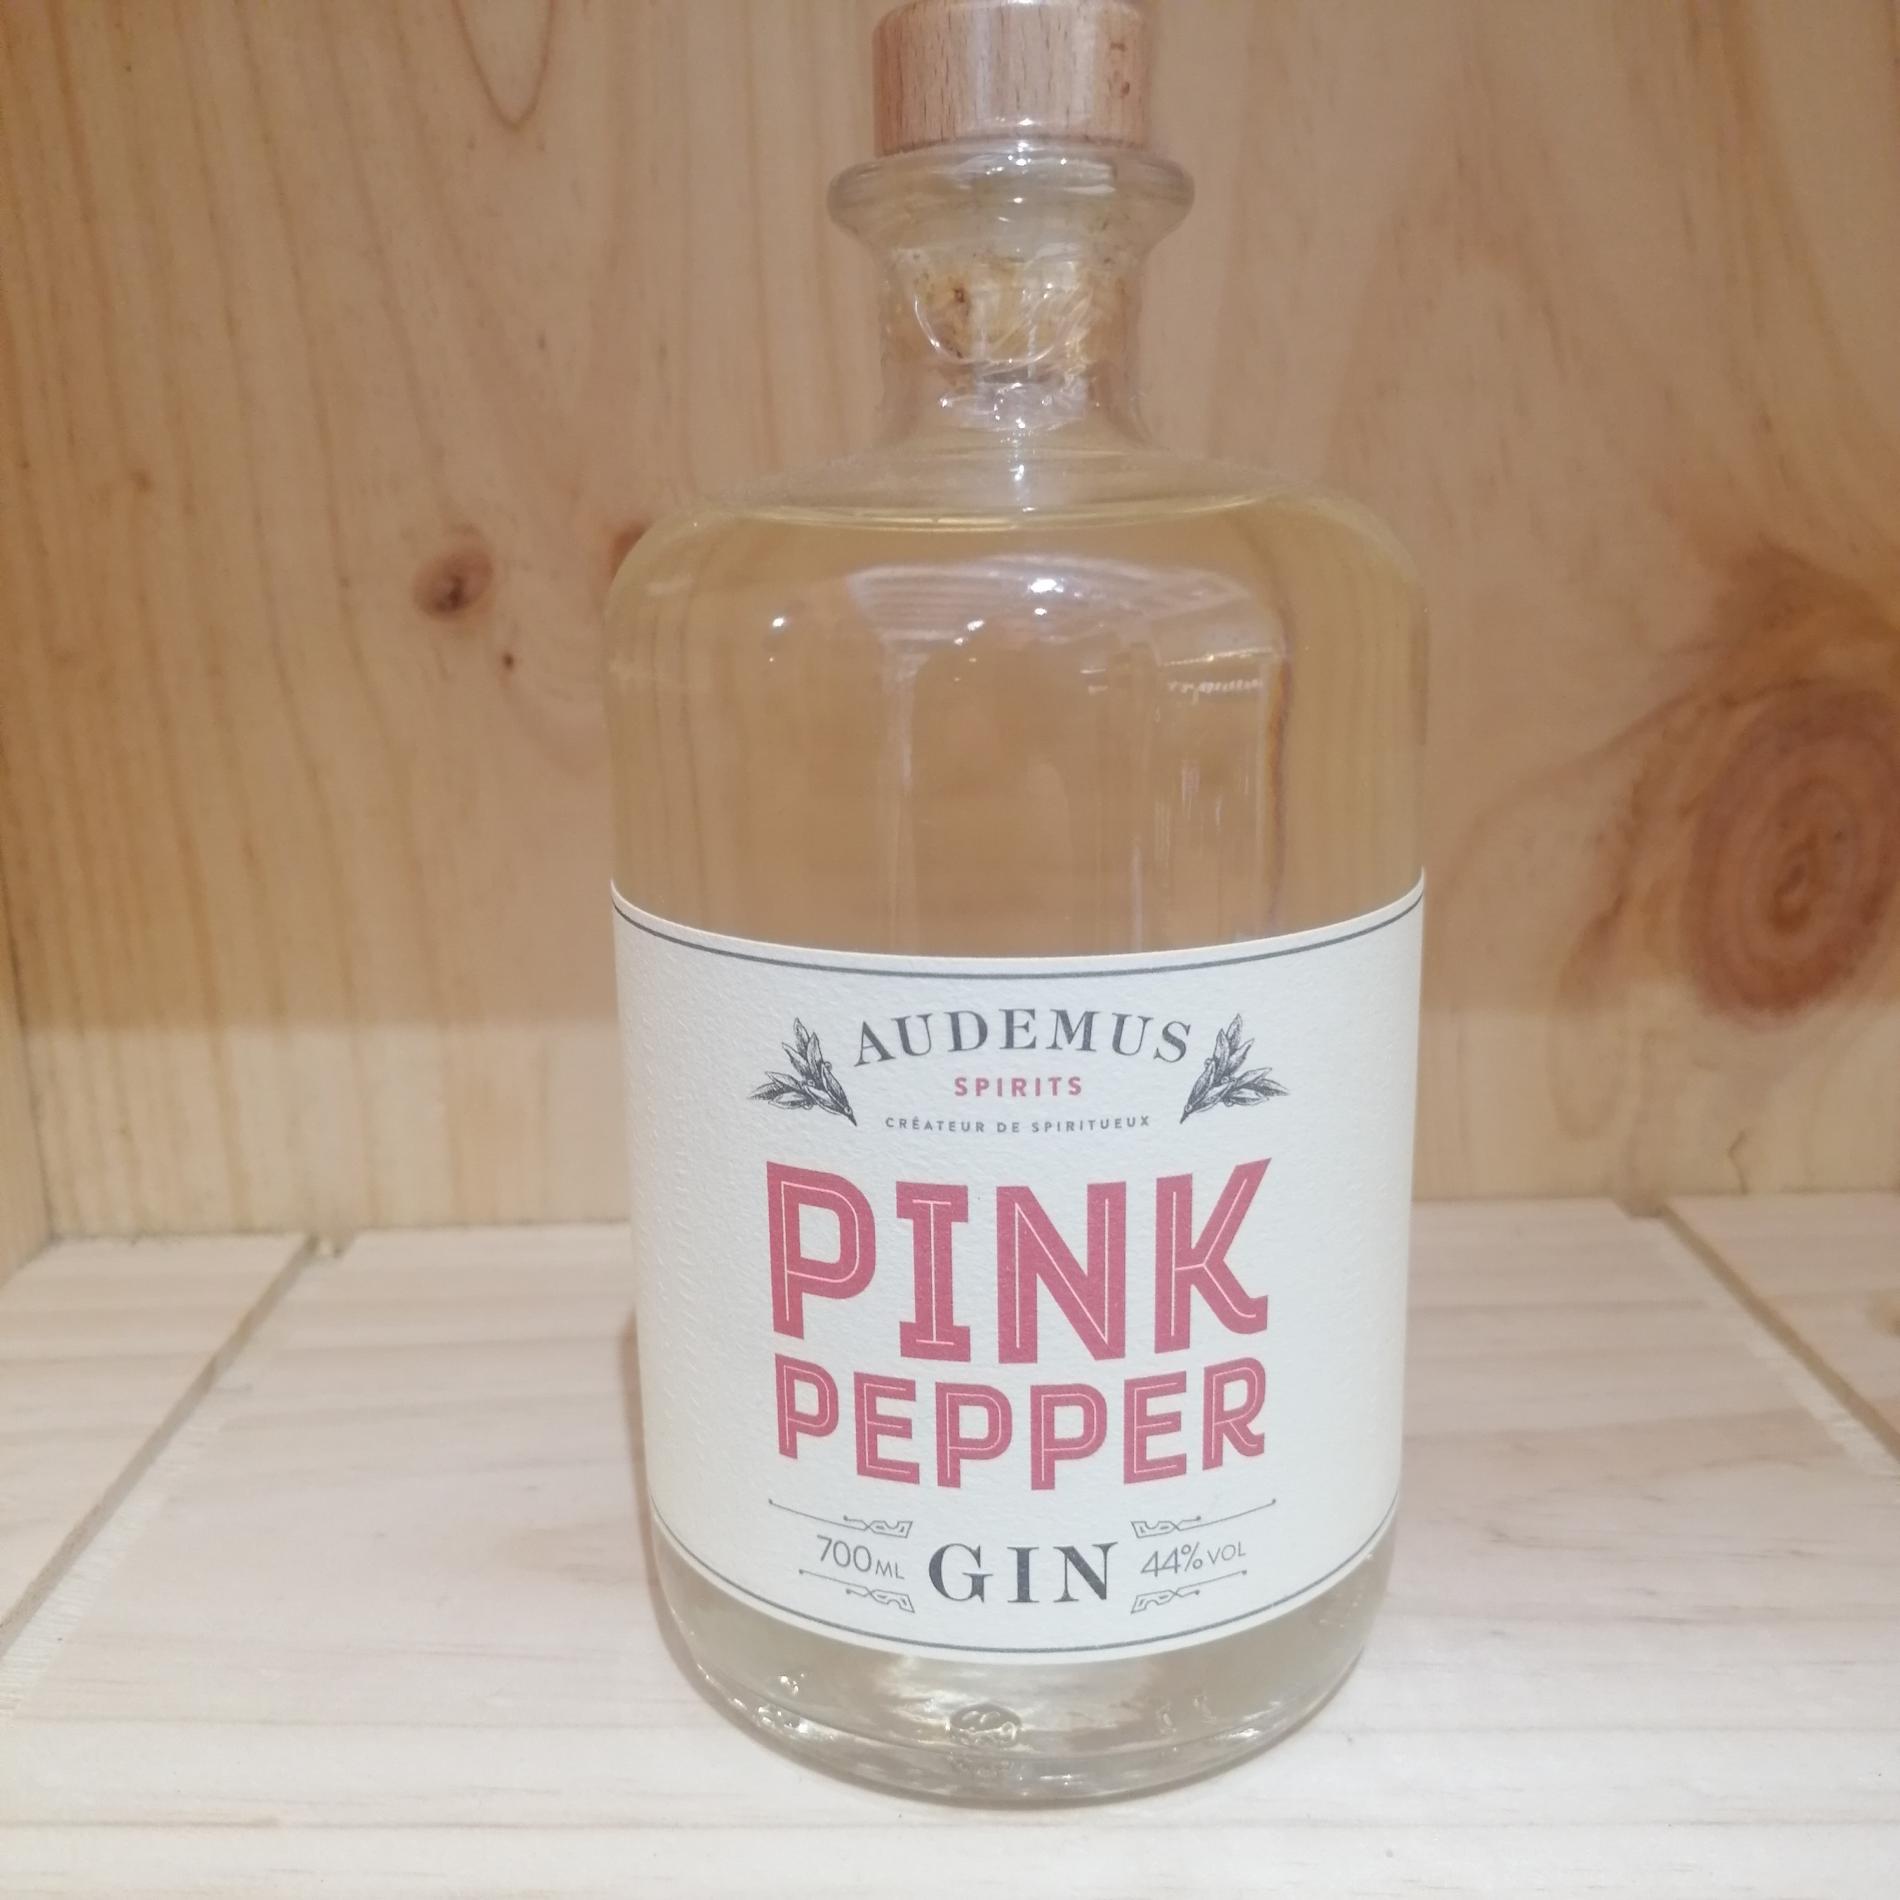 AUDEMUS
SPIRITS
CRÉATEUR DE SPIRITUEUX
PINK
PEPPER
700ML GIN 44% VOL